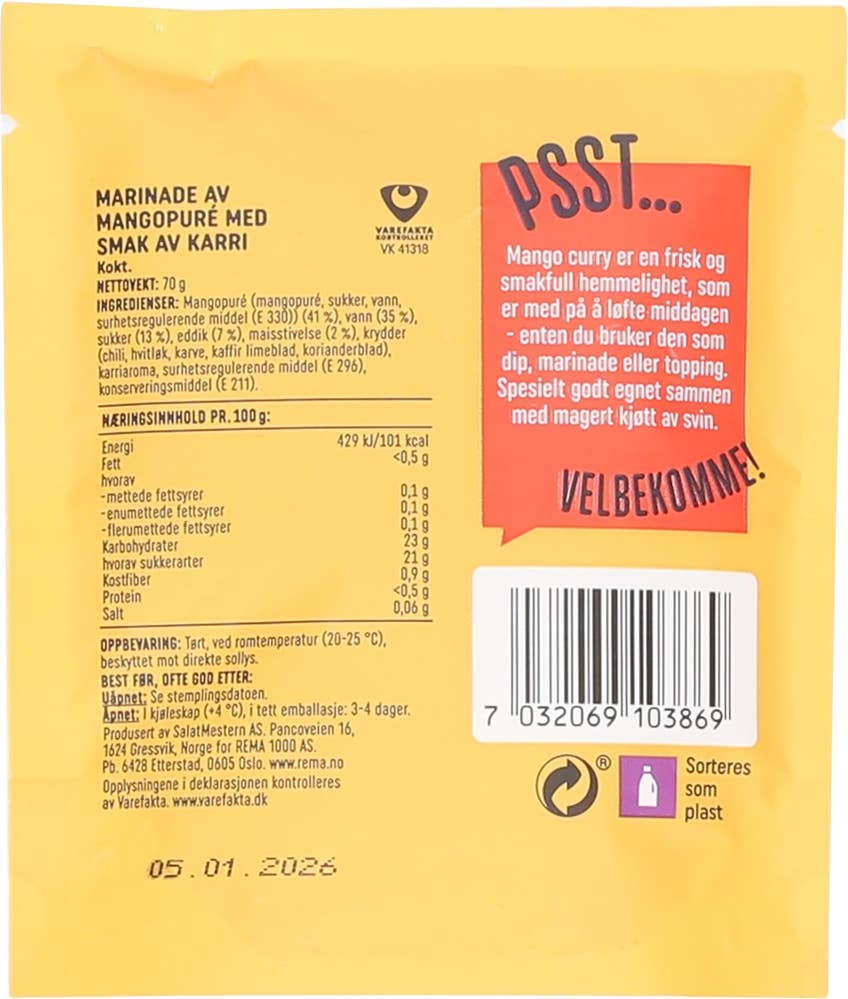 MARINADE AV
MANGOPURÉ MED
SMAK AV KARRI
Kokt.
NETTOVEKT: 70 g
INGREDIENSER: Mangopuré (mangopuré, sukker, vann,
surhetsregulerende middel (E 330)) (41 %), vann (35 %),
sukker (13 %), eddik (7 %), maisstivelse (2 %), krydder
(chili, hvitløk, karve, kaffir limeblad, korianderblad),
karriaroma, surhetsregulerende middel (E 296),
konserveringsmiddel (E 211).
VAREFAKTA
KONTROLLERET
VK 41318
NÆRINGSINNHOLD PR. 100 g:
Energi 429 kJ/101 kcal
Fett <0,5 g
hvorav
-mettede fettsyrer 0,1 g
-enumettede fettsyrer 0,1 g
-flerumettede fettsyrer 0,1 g
Karbohydrater 23 g
hvorav sukkerarter 21 g
Kostfiber 0,9 g
Protein <0,5 g
Salt 0,06 g
OPPBEVARING: Tørt, ved romtemperatur (20-25 °C),
beskyttet mot direkte sollys.
BEST FØR, OFTE GOD ETTER:
Uåpnet: Se stemplingsdatoen.
Åpnet: I kjøleskap (+4 °C), i tett emballasje: 3-4 dager.
Produsert av SalatMestern AS. Pancoveien 16,
1624 Gressvik, Norge for REMA 1000 AS.
Pb. 6428 Etterstad, 0605 Oslo. www.rema.no
Opplysningene i deklarasjonen kontrolleres
av Varefakta. www.varefakta.dk
05.01.2026
PSST...
Mango curry er en frisk og
smakfull hemmelighet, som
er med på å løfte middagen
- enten du bruker den som
dip, marinade eller topping.
Spesielt godt egnet sammen
med magert kjøtt av svin.
VELBEKOMME!
7 032069 103869
®
Sorteres
som
plast